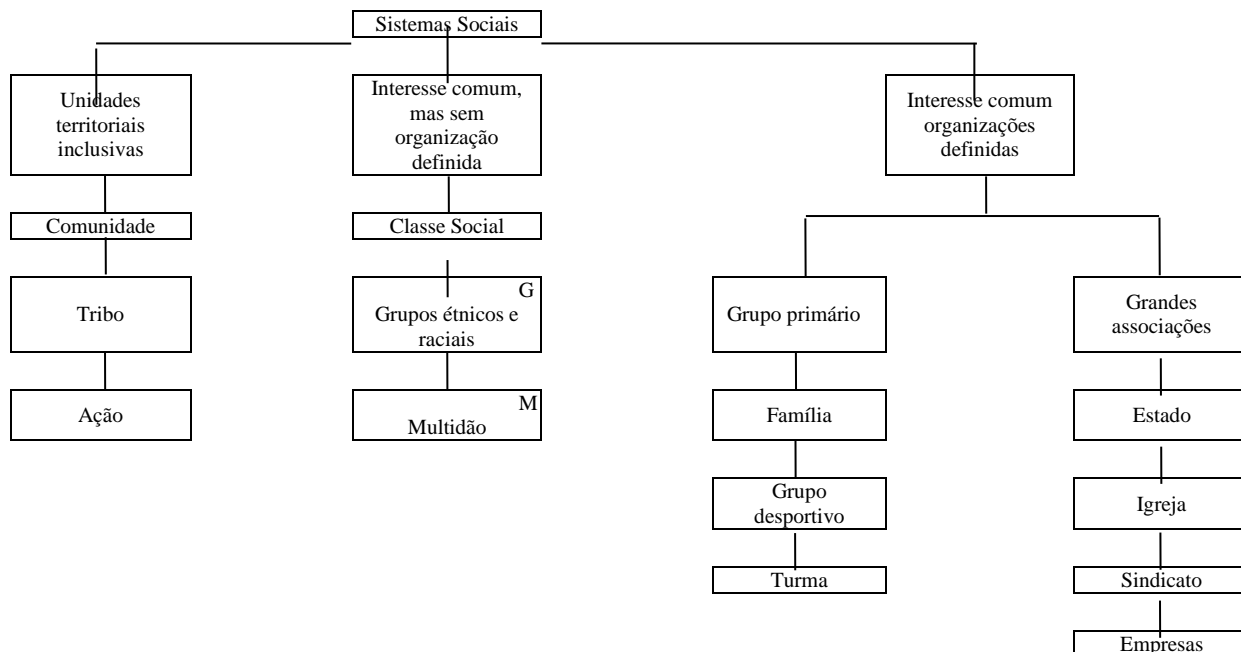 Sistemas Sociais
Unidades
territoriais
inclusivas
Interesse comum,
mas sem
organização
definida
Interesse comum
organizações
definidas
Comunidade
Classe Social
Tribo
G
Grupos étnicos e
raciais
Grupo primário
Grandes
associações
Ação
M
Multidão
Família
Estado
Grupo
desportivo
Igreja
Turma
Sindicato
Empresas